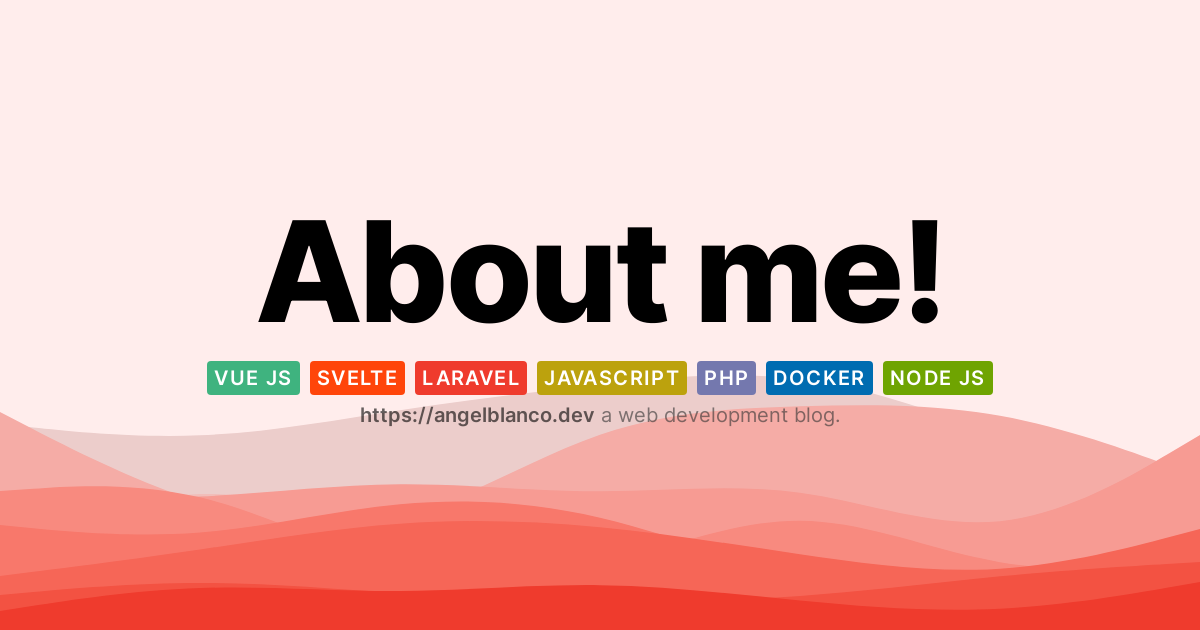 About me!
VUE JS SVELTE LARAVEL JAVASCRIPT PHP DOCKER NODE JS
https://angelblanco.dev a web development blog.